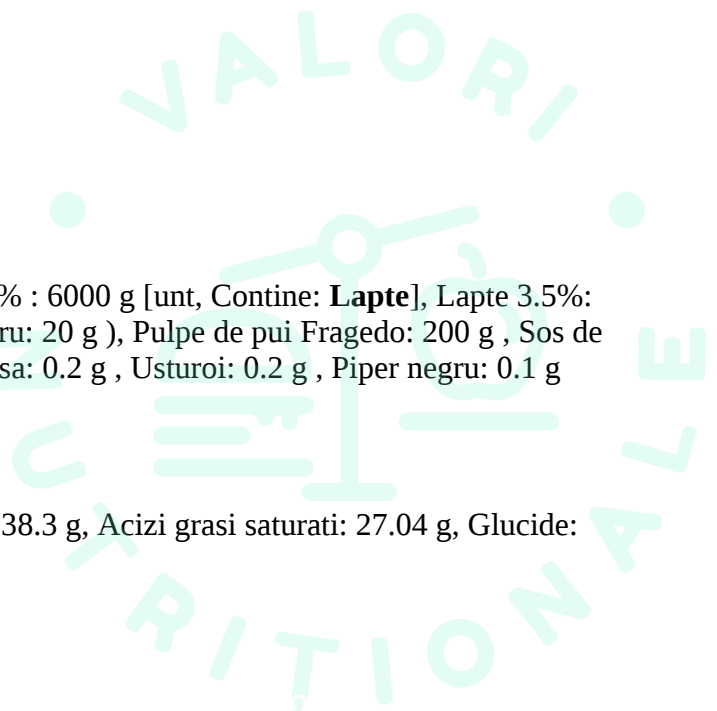 VALORI
% : 6000 g [unt, Contine: Lapte], Lapte 3.5%:
ru: 20 g ), Pulpe de pui Fragedo: 200 g , Sos de
sa: 0.2 g , Usturoi: 0.2 g , Piper negru: 0.1 g
38.3 g, Acizi grasi saturati: 27.04 g, Glucide:
NUTRIȚIONALE